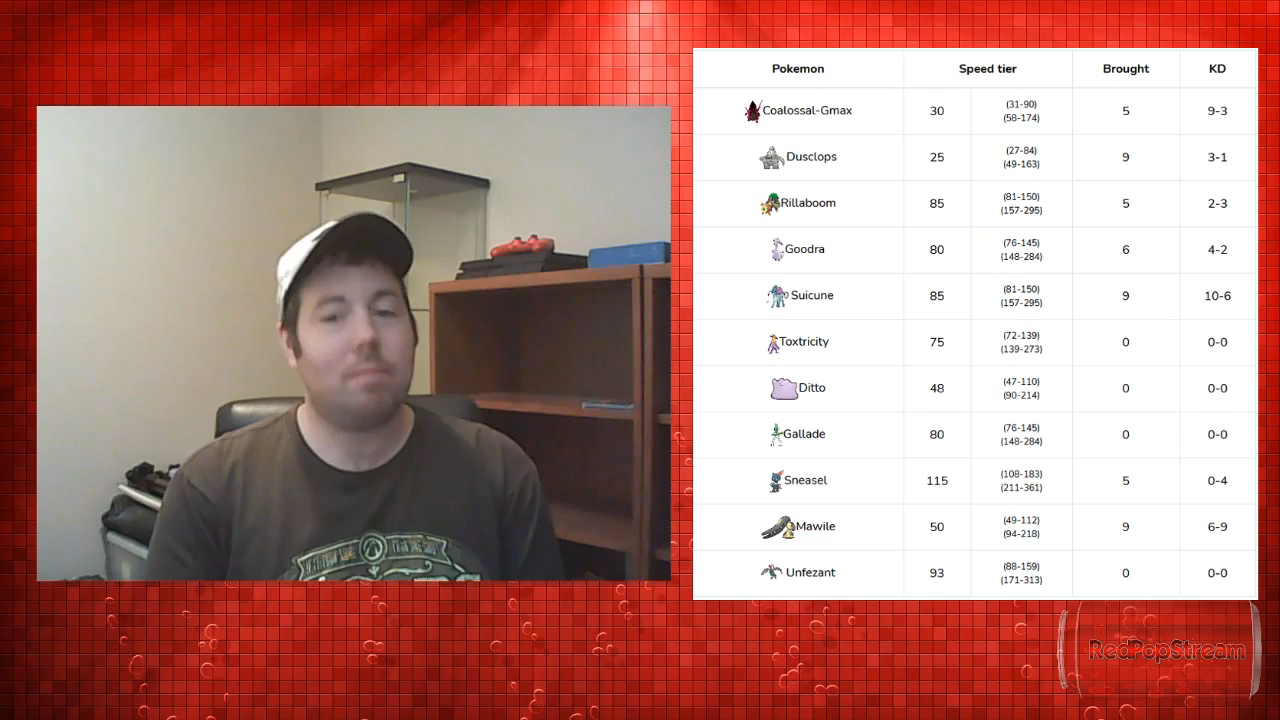 Pokemon Speed tier Brought KD
Coalossal-Gmax 30 (31-90) 5 9-3
(58-174)
Dusclops 25 (27-84) 9 3-1
(49-163)
Rillaboom 85 (81-150) 5 2-3
(157-295)
Goodra 80 (76-145) 6 4-2
(148-284)
Suicune 85 (81-150) 9 10-6
(157-295)
Toxtricity 75 (72-139) 0 0-0
(139-273)
Ditto 48 (47-110) 0 0-0
(90-214)
Gallade 80 (76-145) 0 0-0
(148-284)
Sneasel 115 (108-183) 5 0-4
(211-361)
Mawile 50 (49-112) 9 6-9
(94-218)
Unfezant 93 (88-159) 0 0-0
(171-313)
RedPopStream